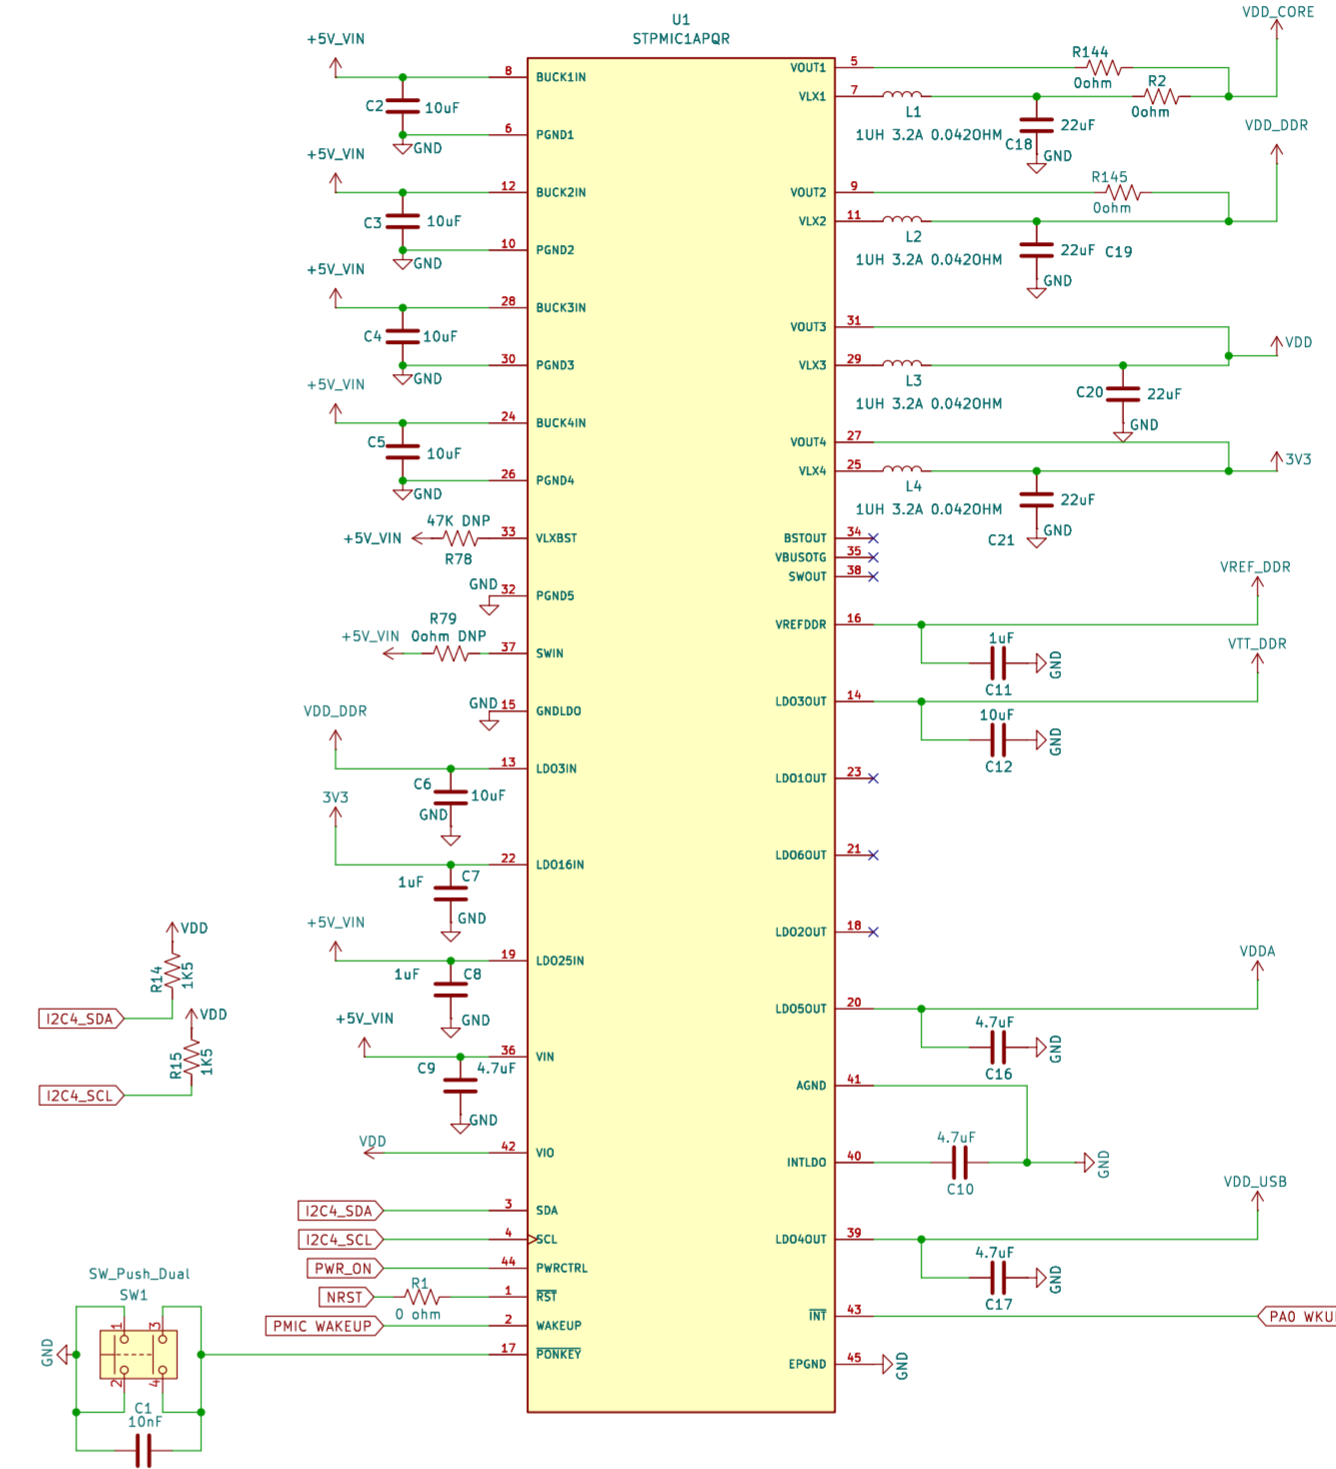 U1
STPMIC1APQR
+5V_VIN
8 BUCK1IN
C2 10uF
6 PGND1
GND
+5V_VIN
12 BUCK2IN
C3 10uF
10 PGND2
GND
+5V_VIN
28 BUCK3IN
C4 10uF
30 PGND3
GND
+5V_VIN
24 BUCK4IN
C5 10uF
26 PGND4
GND
47K DNP
+5V_VIN 33 VLXBST
R78
GND
32 PGND5
R79
+5V_VIN 0ohm DNP
37 SWIN
GND
15 GNDLDO
VDD_DDR
13 LDO3IN
C6 10uF
GND
3V3
22 LDO16IN
1uF C7
GND
+5V_VIN
19 LDO25IN
1uF C8
GND
+5V_VIN
36 VIN
C9 4.7uF
GND
VDD
42 VIO
I2C4_SDA 3 SDA
I2C4_SCL 4 SCL
PWR_ON 44 PWRCTRL
R1
NRST 1 RST
0 ohm
PMIC WAKEUP 2 WAKEUP
17 PONKEY
VDD
R14 1K5
I2C4_SDA
VDD
R15 1K5
I2C4_SCL
SW_Push_Dual
SW1
1 3
GND
2 4
C1
10nF
VDD_CORE
VOUT1 5
R144
0ohm
R2
0ohm
VLX1 7
L1
1UH 3.2A 0.042OHM
22uF
C18
GND
VDD_DDR
VOUT2 9
R145
0ohm
VLX2 11
L2
1UH 3.2A 0.042OHM
22uF C19
GND
VOUT3 31
VDD
VLX3 29
L3
1UH 3.2A 0.042OHM
C20 22uF
GND
VOUT4 27
3V3
VLX4 25
L4
1UH 3.2A 0.042OHM
22uF
GND
C21
BSTOUT 34
VBUSOTG 35
SWOUT 38
VREF_DDR
VREFDDR 16
1uF
C11
GND
VTT_DDR
LDO3OUT 14
10uF
C12
GND
LDO1OUT 23
LDO6OUT 21
LDO2OUT 18
VDDA
LDO5OUT 20
4.7uF
C16
GND
AGND 41
4.7uF
INTLDO 40
C10
GND
VDD_USB
LDO4OUT 39
4.7uF
C17
GND
INT 43
EPGND 45
GND
PA0